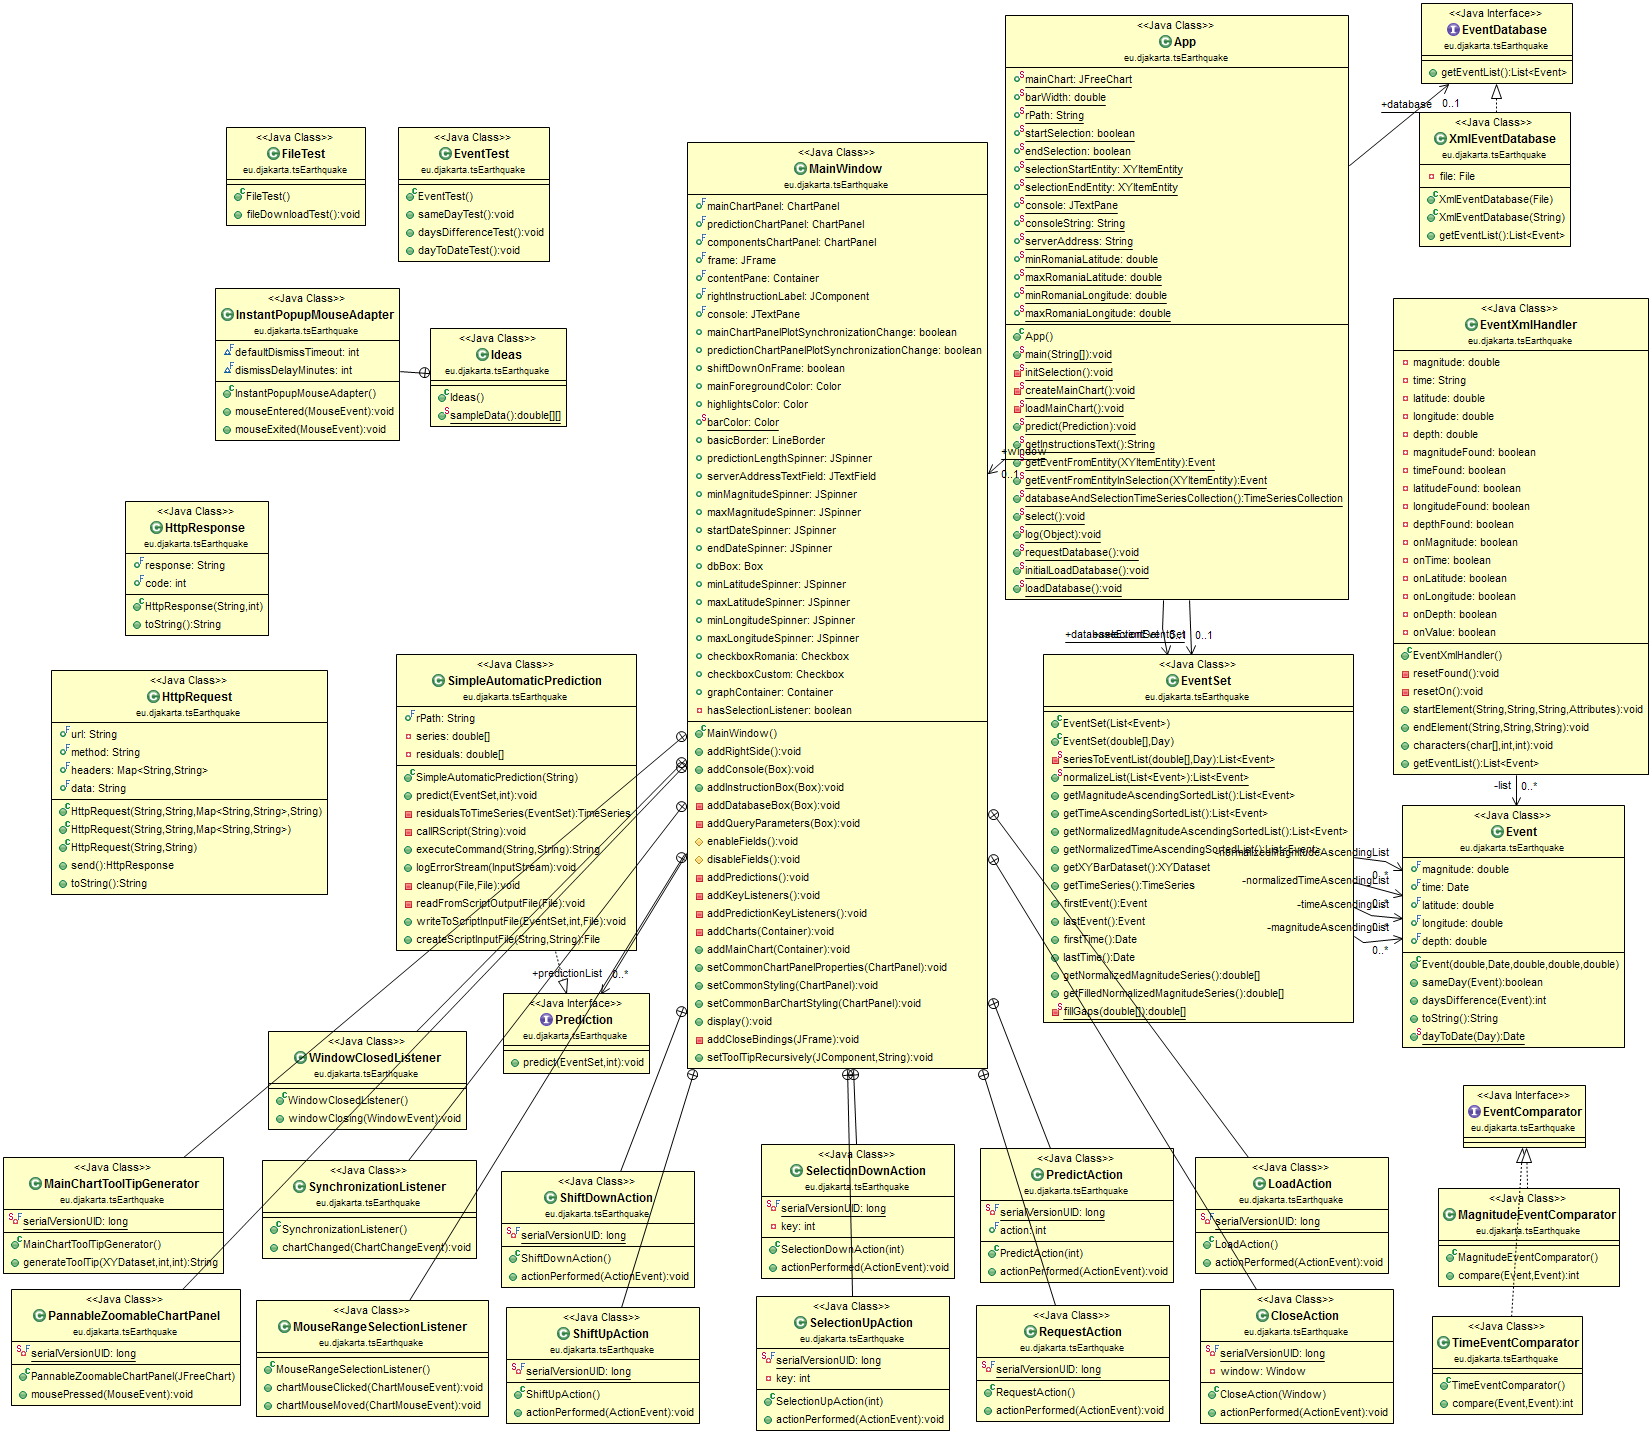 <<Java Class>>
FileTest
eu.djakarta.tsEarthquake
FileTest()
fileDownloadTest():void
<<Java Class>>
EventTest
eu.djakarta.tsEarthquake
EventTest()
sameDayTest():void
daysDifferenceTest():void
dayToDateTest():void
<<Java Class>>
InstantPopupMouseAdapter
eu.djakarta.tsEarthquake
defaultDismissTimeout: int
dismissDelayMinutes: int
InstantPopupMouseAdapter()
mouseEntered(MouseEvent):void
mouseExited(MouseEvent):void
<<Java Class>>
Ideas
eu.djakarta.tsEarthquake
Ideas()
sampleData():double[][]
<<Java Class>>
HttpResponse
eu.djakarta.tsEarthquake
response: String
code: int
HttpResponse(String,int)
toString():String
<<Java Class>>
HttpRequest
eu.djakarta.tsEarthquake
url: String
method: String
headers: Map<String,String>
data: String
HttpRequest(String,String,Map<String,String>,String)
HttpRequest(String,String,Map<String,String>)
HttpRequest(String,String)
send():HttpResponse
toString():String
<<Java Class>>
SimpleAutomaticPrediction
eu.djakarta.tsEarthquake
rPath: String
series: double[]
residuals: double[]
SimpleAutomaticPrediction(String)
predict(EventSet,int):void
residualsToTimeSeries(EventSet):TimeSeries
callRScript(String):void
executeCommand(String,String):String
logErrorStream(InputStream):void
cleanup(File,File):void
readFromScriptOutputFile(File):void
writeToScriptInputFile(EventSet,int,File):void
createScriptInputFile(String,String):File
+predictionList
0..*
<<Java Interface>>
Prediction
eu.djakarta.tsEarthquake
predict(EventSet,int):void
<<Java Class>>
MainWindow
eu.djakarta.tsEarthquake
mainChartPanel: ChartPanel
predictionChartPanel: ChartPanel
componentsChartPanel: ChartPanel
frame: JFrame
contentPane: Container
rightInstructionLabel: JComponent
console: JTextPane
mainChartPanelPlotSynchronizationChange: boolean
predictionChartPanelPlotSynchronizationChange: boolean
shiftDownOnFrame: boolean
mainForegroundColor: Color
highlightsColor: Color
barColor: Color
basicBorder: LineBorder
predictionLengthSpinner: JSpinner
serverAddressTextField: JTextField
minMagnitudeSpinner: JSpinner
maxMagnitudeSpinner: JSpinner
startDateSpinner: JSpinner
endDateSpinner: JSpinner
dbBox: Box
minLatitudeSpinner: JSpinner
maxLatitudeSpinner: JSpinner
minLongitudeSpinner: JSpinner
maxLongitudeSpinner: JSpinner
checkboxRomania: Checkbox
checkboxCustom: Checkbox
graphContainer: Container
hasSelectionListener: boolean
MainWindow()
addRightSide():void
addConsole(Box):void
addInstructionBox(Box):void
addDatabaseBox(Box):void
addQueryParameters(Box):void
enableFields():void
disableFields():void
addPredictions():void
addKeyListeners():void
addPredictionKeyListeners():void
addCharts(Container):void
addMainChart(Container):void
setCommonChartPanelProperties(ChartPanel):void
setCommonStyling(ChartPanel):void
setCommonBarChartStyling(ChartPanel):void
display():void
addCloseBindings(JFrame):void
setToolTipRecursively(JComponent,String):void
<<Java Class>>
App
eu.djakarta.tsEarthquake
mainChart: JFreeChart
barWidth: double
rPath: String
startSelection: boolean
endSelection: boolean
selectionStartEntity: XYItemEntity
selectionEndEntity: XYItemEntity
console: JTextPane
consoleString: String
serverAddress: String
minRomaniaLatitude: double
maxRomaniaLatitude: double
minRomaniaLongitude: double
maxRomaniaLongitude: double
App()
main(String[]):void
initSelection():void
createMainChart():void
loadMainChart():void
predict(Prediction):void
getInstructionsText():String
getEventFromEntity(XYItemEntity):Event
getEventFromEntityInSelection(XYItemEntity):Event
databaseAndSelectionTimeSeriesCollection():TimeSeriesCollection
select():void
log(Object):void
requestDatabase():void
initialLoadDatabase():void
loadDatabase():void
+window
0..1
+database
0..1
0..1
0..1
<<Java Interface>>
EventDatabase
eu.djakarta.tsEarthquake
getEventList():List<Event>
<<Java Class>>
XmlEventDatabase
eu.djakarta.tsEarthquake
file: File
XmlEventDatabase(File)
XmlEventDatabase(String)
getEventList():List<Event>
<<Java Class>>
EventXmlHandler
eu.djakarta.tsEarthquake
magnitude: double
time: String
latitude: double
longitude: double
depth: double
magnitudeFound: boolean
timeFound: boolean
latitudeFound: boolean
longitudeFound: boolean
depthFound: boolean
onMagnitude: boolean
onTime: boolean
onLatitude: boolean
onLongitude: boolean
onDepth: boolean
onValue: boolean
EventXmlHandler()
resetFound():void
resetOn():void
startElement(String,String,String,Attributes):void
endElement(String,String,String):void
characters(char[],int,int):void
getEventList():List<Event>
-list
0..*
<<Java Class>>
EventSet
eu.djakarta.tsEarthquake
EventSet(List<Event>)
EventSet(double[],Day)
seriesToEventList(double[],Day):List<Event>
normalizeList(List<Event>):List<Event>
getMagnitudeAscendingSortedList():List<Event>
getTimeAscendingSortedList():List<Event>
getNormalizedMagnitudeAscendingSortedList():List<Event>
getNormalizedTimeAscendingSortedList():List<Event>
getXYBarDataset():XYDataset
getTimeSeries():TimeSeries
firstEvent():Event
lastEvent():Event
firstTime():Date
lastTime():Date
getNormalizedMagnitudeSeries():double[]
getFilledNormalizedMagnitudeSeries():double[]
fillGaps(double[]):double[]
-normalizedMagnitudeAscendingList
0..*
-normalizedTimeAscendingList
0..*
-timeAscendingList
0..*
-magnitudeAscendingList
0..*
<<Java Class>>
Event
eu.djakarta.tsEarthquake
magnitude: double
time: Date
latitude: double
longitude: double
depth: double
Event(double,Date,double,double,double)
sameDay(Event):boolean
daysDifference(Event):int
toString():String
dayToDate(Day):Date
<<Java Interface>>
EventComparator
eu.djakarta.tsEarthquake
<<Java Class>>
MagnitudeEventComparator
eu.djakarta.tsEarthquake
MagnitudeEventComparator()
compare(Event,Event):int
<<Java Class>>
TimeEventComparator
eu.djakarta.tsEarthquake
TimeEventComparator()
compare(Event,Event):int
<<Java Class>>
WindowClosedListener
eu.djakarta.tsEarthquake
WindowClosedListener()
windowClosing(WindowEvent):void
<<Java Class>>
MainChartToolTipGenerator
eu.djakarta.tsEarthquake
serialVersionUID: long
MainChartToolTipGenerator()
generateToolTip(XYDataset,int,int):String
<<Java Class>>
SynchronizationListener
eu.djakarta.tsEarthquake
SynchronizationListener()
chartChanged(ChartChangeEvent):void
<<Java Class>>
ShiftDownAction
eu.djakarta.tsEarthquake
serialVersionUID: long
ShiftDownAction()
actionPerformed(ActionEvent):void
<<Java Class>>
SelectionDownAction
eu.djakarta.tsEarthquake
serialVersionUID: long
key: int
SelectionDownAction(int)
actionPerformed(ActionEvent):void
<<Java Class>>
PredictAction
eu.djakarta.tsEarthquake
serialVersionUID: long
action: int
PredictAction(int)
actionPerformed(ActionEvent):void
<<Java Class>>
LoadAction
eu.djakarta.tsEarthquake
serialVersionUID: long
LoadAction()
actionPerformed(ActionEvent):void
<<Java Class>>
PannableZoomableChartPanel
eu.djakarta.tsEarthquake
serialVersionUID: long
PannableZoomableChartPanel(JFreeChart)
mousePressed(MouseEvent):void
<<Java Class>>
MouseRangeSelectionListener
eu.djakarta.tsEarthquake
MouseRangeSelectionListener()
chartMouseClicked(ChartMouseEvent):void
chartMouseMoved(ChartMouseEvent):void
<<Java Class>>
ShiftUpAction
eu.djakarta.tsEarthquake
serialVersionUID: long
ShiftUpAction()
actionPerformed(ActionEvent):void
<<Java Class>>
SelectionUpAction
eu.djakarta.tsEarthquake
serialVersionUID: long
key: int
SelectionUpAction(int)
actionPerformed(ActionEvent):void
<<Java Class>>
RequestAction
eu.djakarta.tsEarthquake
serialVersionUID: long
RequestAction()
actionPerformed(ActionEvent):void
<<Java Class>>
CloseAction
eu.djakarta.tsEarthquake
serialVersionUID: long
window: Window
CloseAction(Window)
actionPerformed(ActionEvent):void